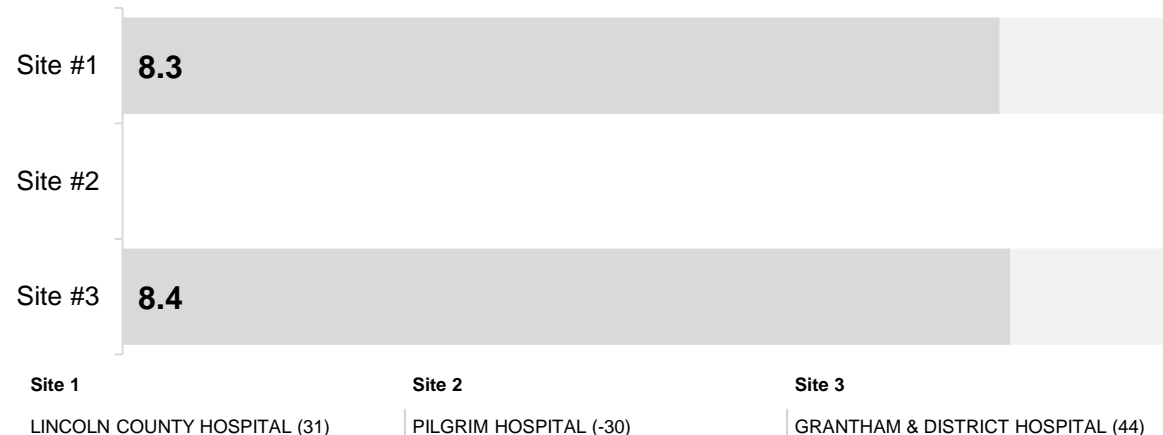 Site #1 8.3
Site #2
Site #3 8.4
Site 1 Site 2 Site 3
LINCOLN COUNTY HOSPITAL (31) PILGRIM HOSPITAL (-30) GRANTHAM & DISTRICT HOSPITAL (44)